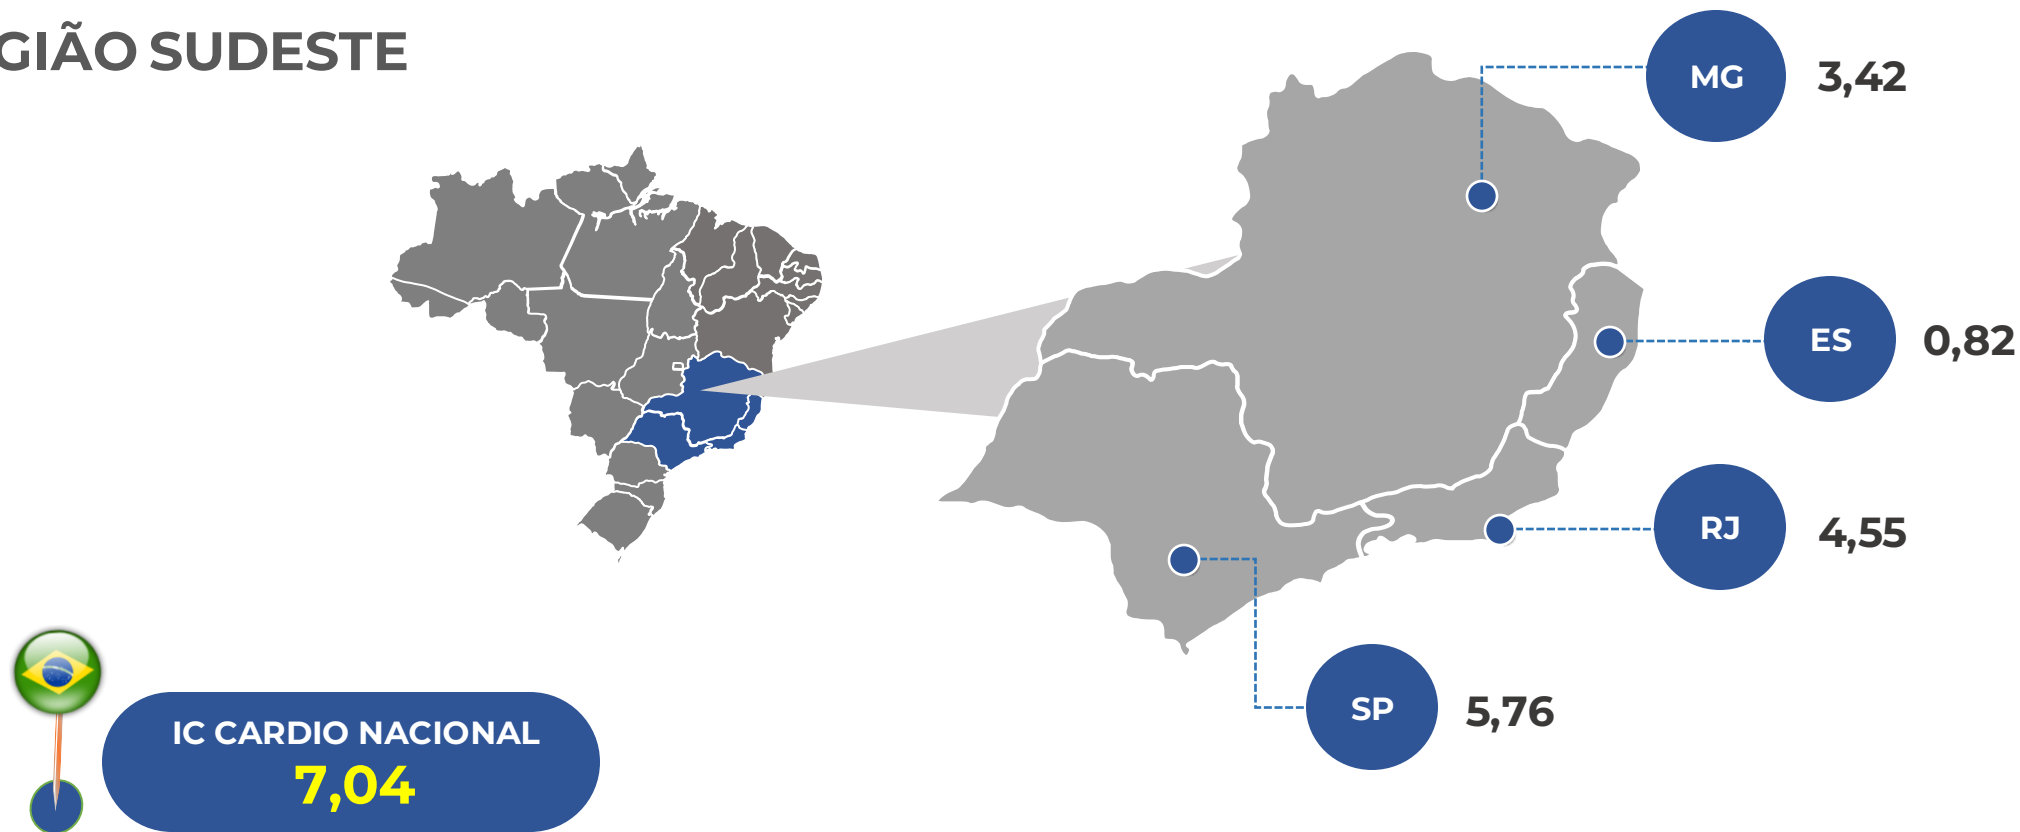 GIÃO SUDESTE
MG 3,42
ES 0,82
RJ 4,55
SP 5,76
IC CARDIO NACIONAL
7,04